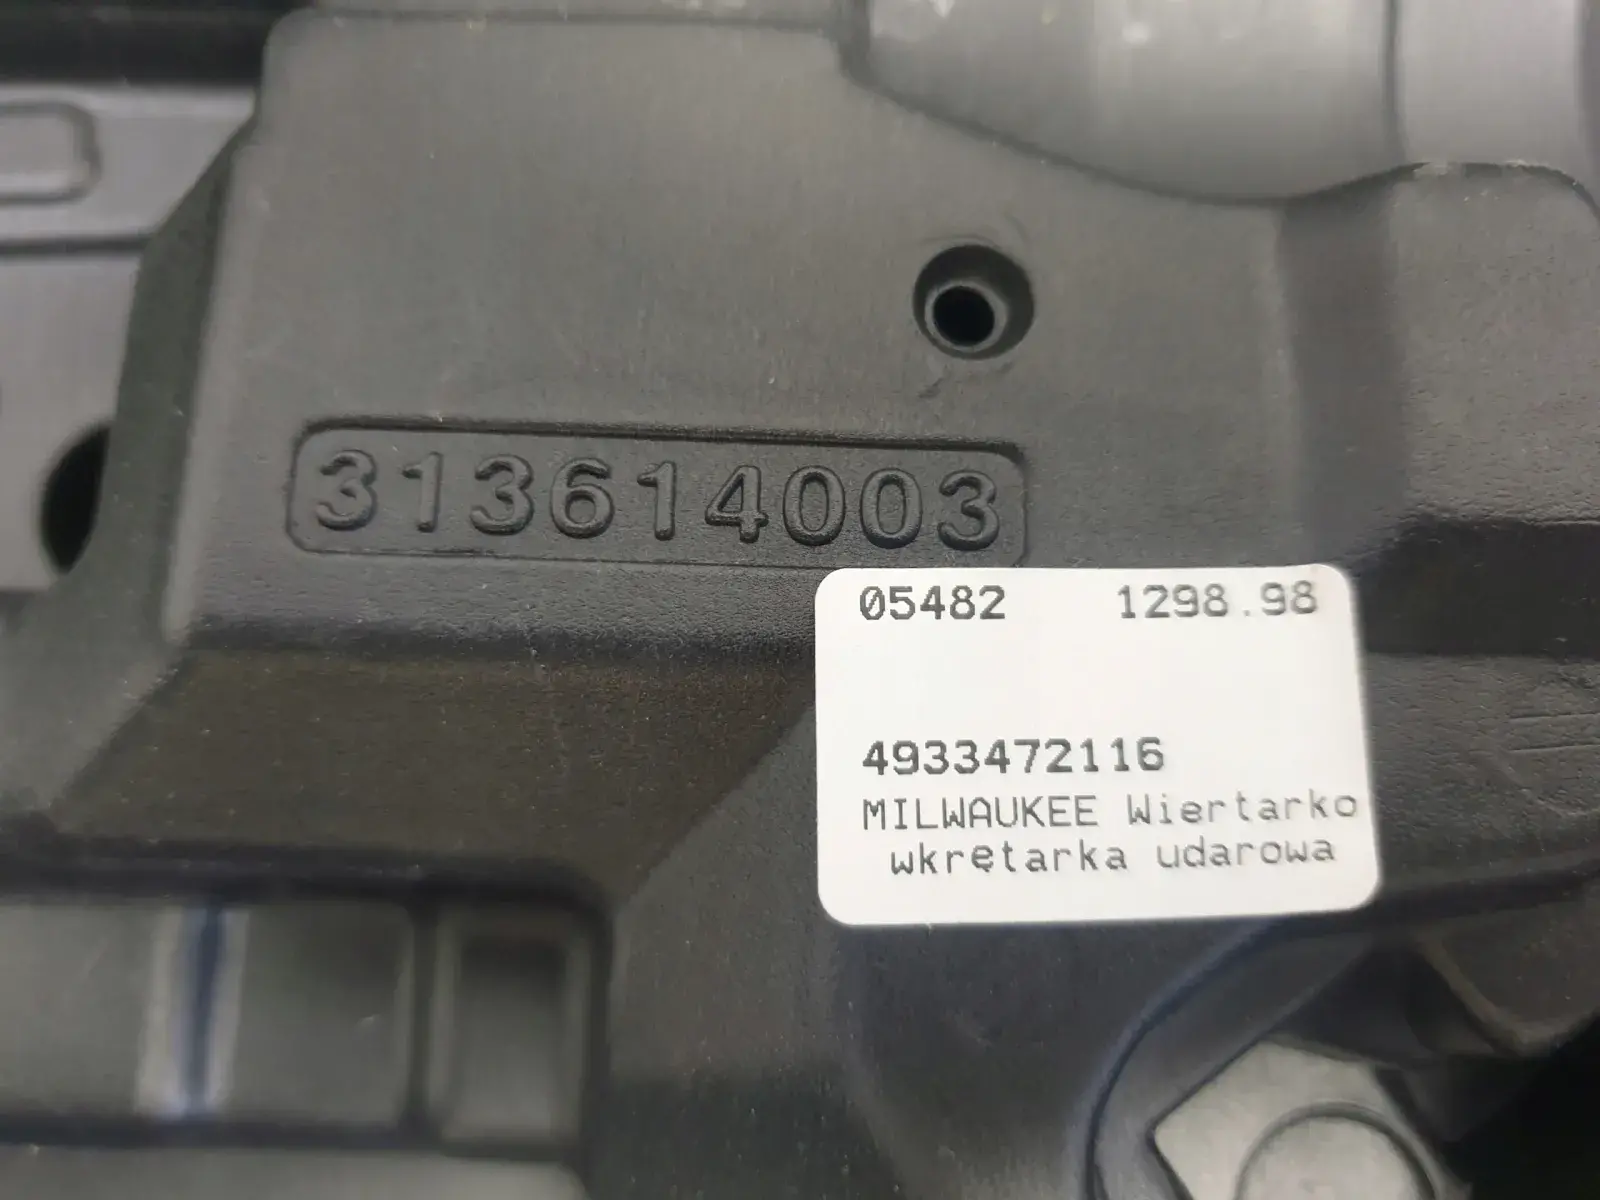 313614003
05482 1298.98
4933472116
MILWAUKEE Wiertarko
wkrętarka udarowa